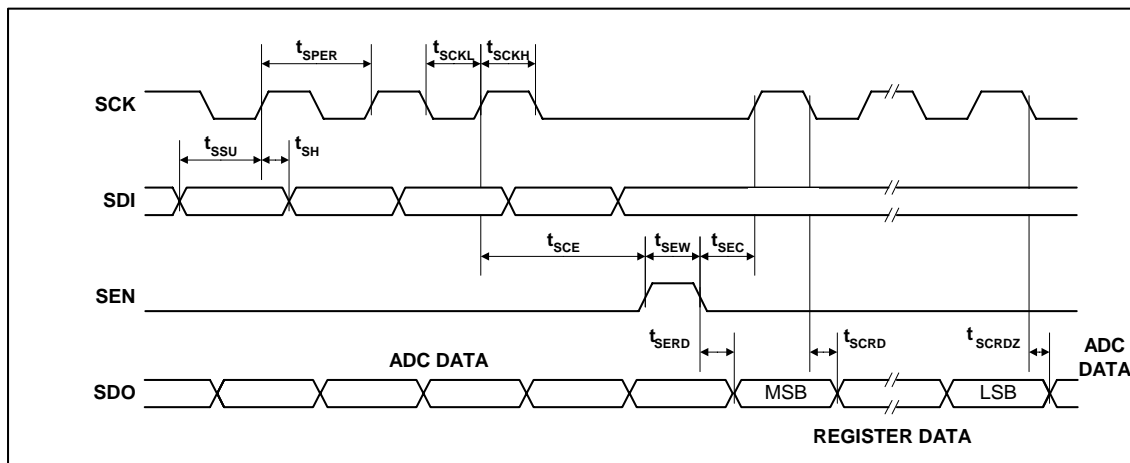 tSPER tSCKL tSCKH
SCK
tSSU tSH
SDI
tSCE tSEW tSEC
SEN
tSERD tSCRD tSCRDZ
ADC DATA
ADC
DATA
SDO MSB LSB
REGISTER DATA